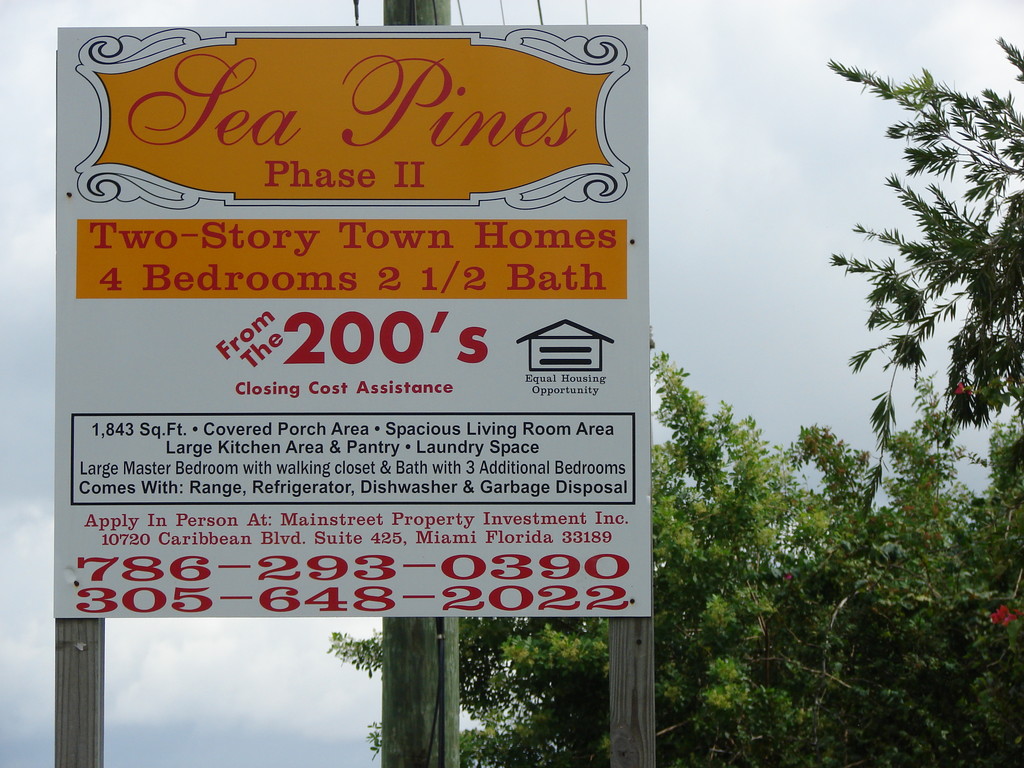 Sea Pines
Phase II
Two-Story Town Homes
4 Bedrooms 2 1/2 Bath
From
The 200's
Closing Cost Assistance
Equal Housing
Opportunity
1,843 Sq.Ft. • Covered Porch Area • Spacious Living Room Area
Large Kitchen Area & Pantry • Laundry Space
Large Master Bedroom with walking closet & Bath with 3 Additional Bedrooms
Comes With: Range, Refrigerator, Dishwasher & Garbage Disposal
Apply In Person At: Mainstreet Property Investment Inc.
10720 Caribbean Blvd. Suite 425, Miami Florida 33189
786-293-0390
305-648-2022